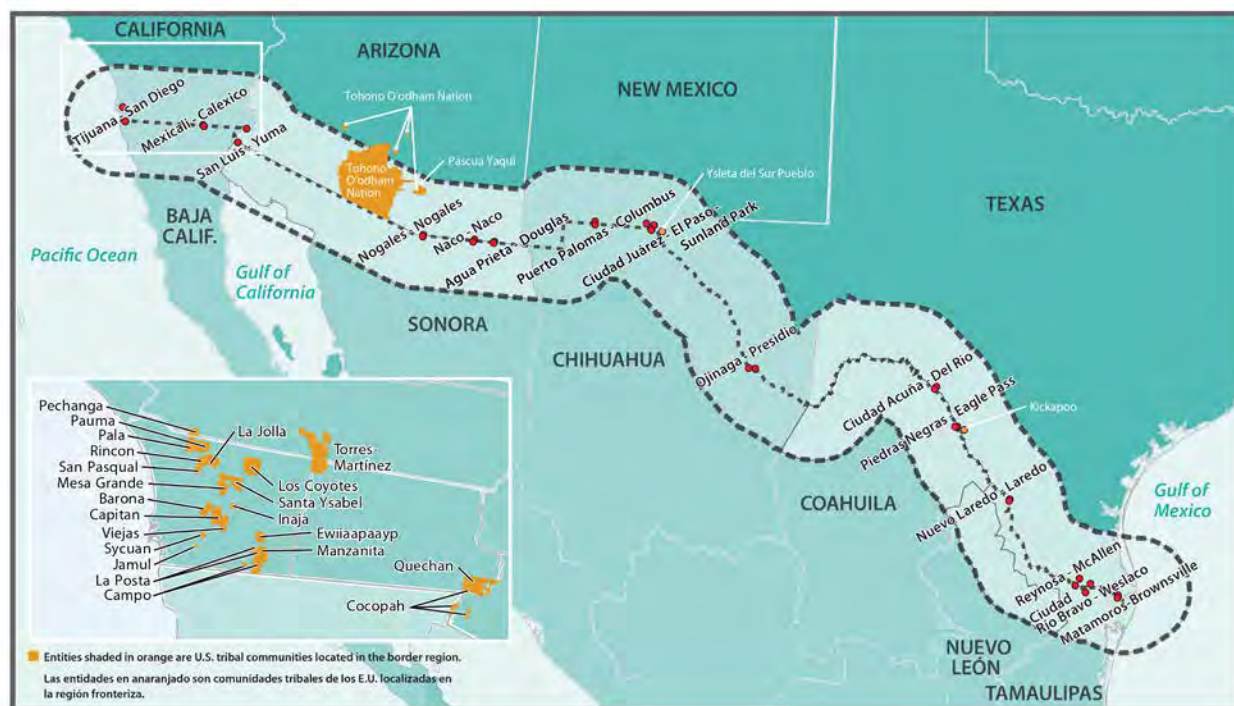 CALIFORNIA
ARIZONA
NEW MEXICO
TEXAS
Tohono O'odham Nation
Tijuana - San Diego
Mexicali - Calexico
San Luis - Yuma
Tohono
O'odham
Nation
Pascua Yaqui
Ysleta del Sur Pueblo
BAJA
CALIF.
Pacific Ocean
Gulf of
California
Nogales - Nogales
Naco - Naco
Agua Prieta - Douglas
Puerto Palomas - Columbus
Ciudad Juárez - El Paso -
Sunland Park
SONORA
CHIHUAHUA
Ojinaga - Presidio
Ciudad Acuña - Del Rio
Piedras Negras - Eagle Pass
Kickapoo
COAHUILA
Nuevo Laredo - Laredo
Gulf of
Mexico
Reynosa - McAllen
Ciudad
Río Bravo - Weslaco
Matamoros-Brownsville
NUEVO
LEÓN
TAMAULIPAS
Pechanga
Pauma
Pala
Rincon
San Pasqual
Mesa Grande
Barona
Capitan
Viejas
Sycuan
Jamul
La Posta
Campo
La Jolla
Torres-
Martínez
Los Coyotes
Santa Ysabel
Inaja
Ewiiaapaayp
Manzanita
Quechan
Cocopah
Entities shaded in orange are U.S. tribal communities located in the border region.
Las entidades en anaranjado son comunidades tribales de los E.U. localizadas en
la región fronteriza.